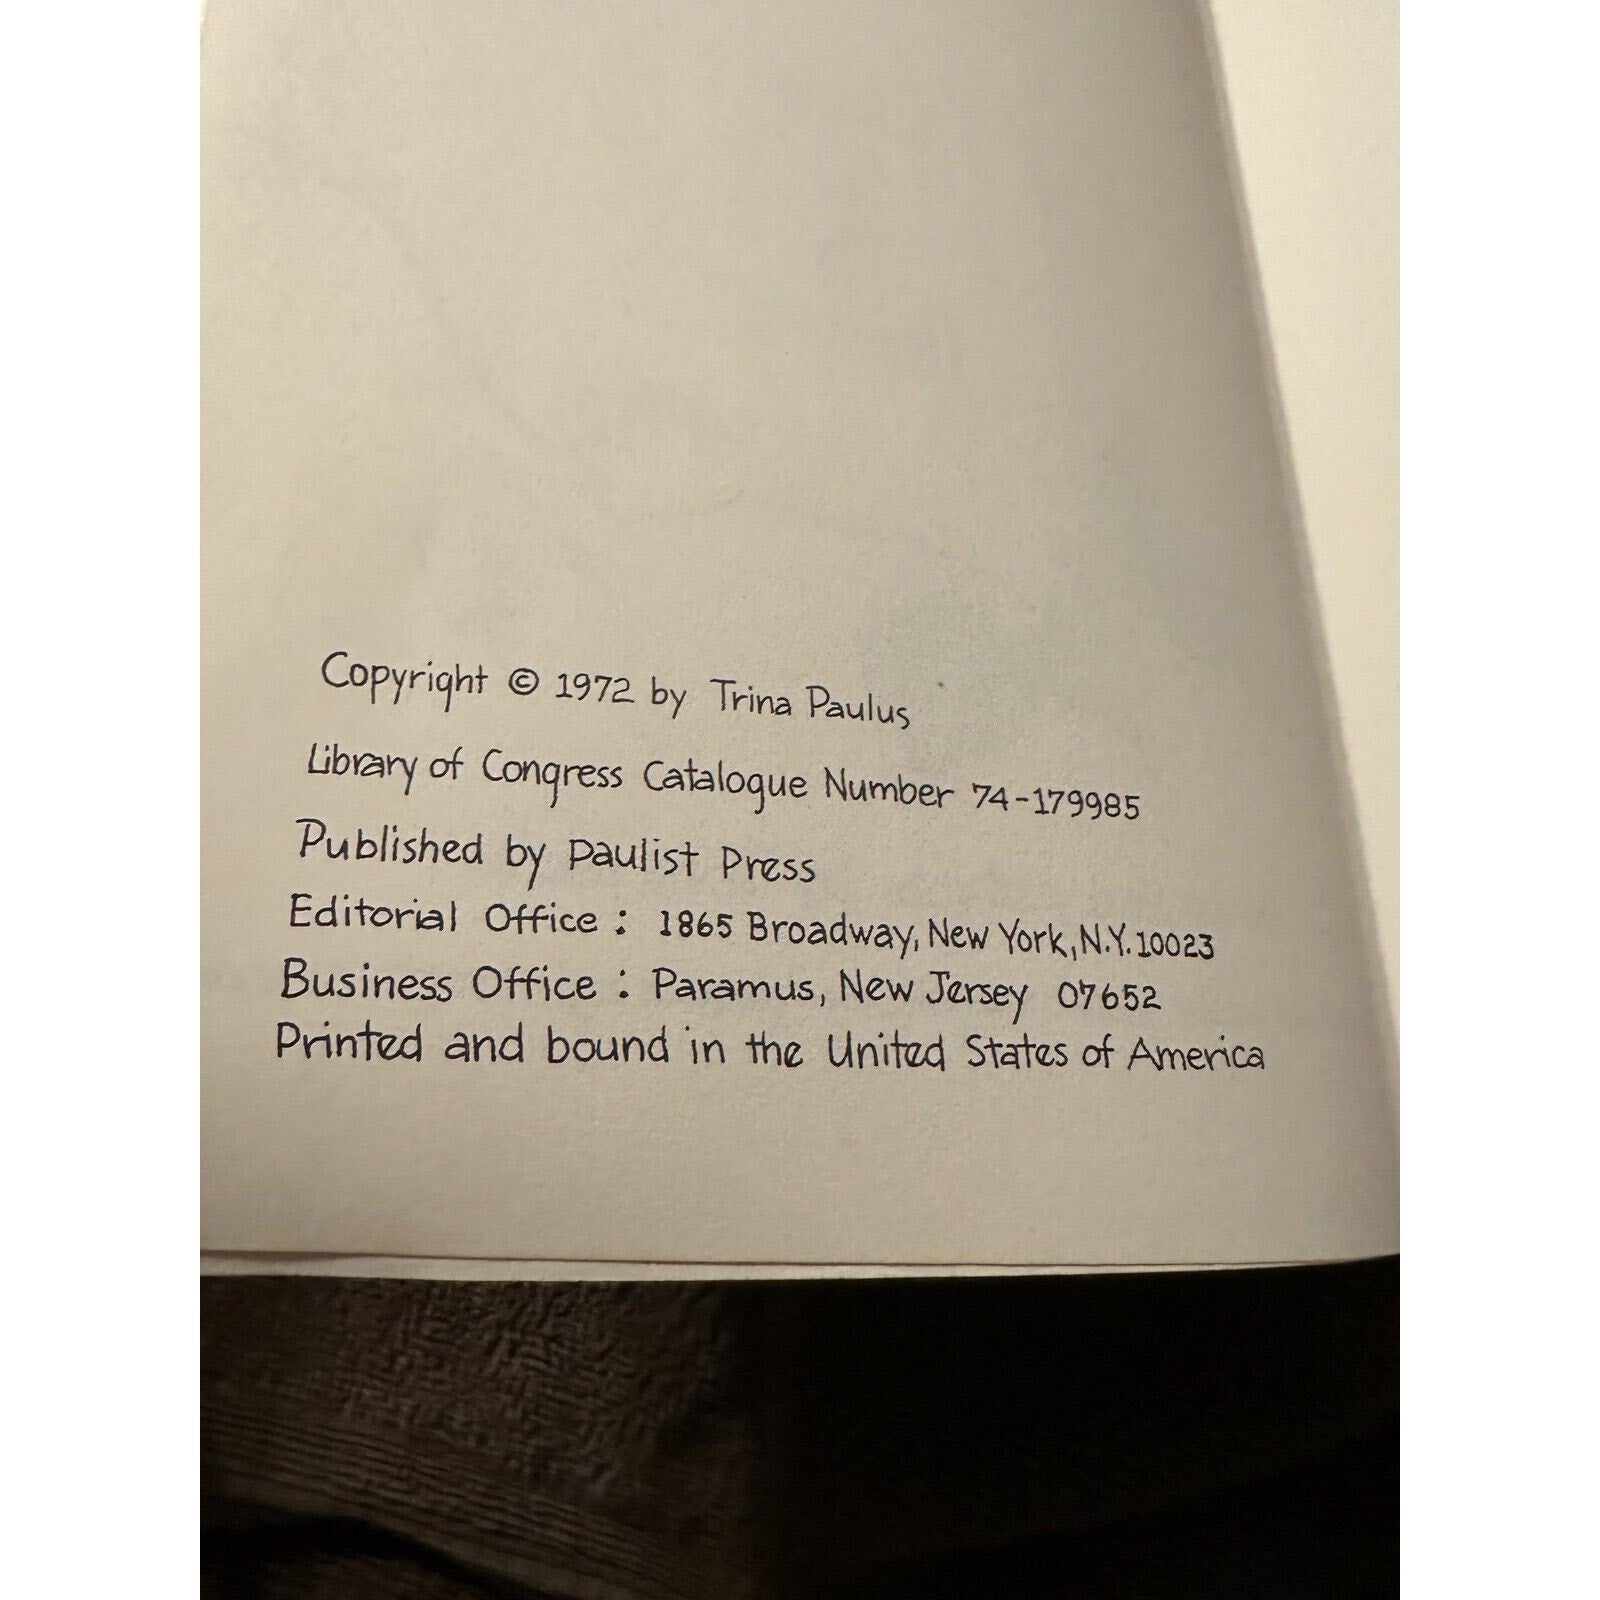 Copyright © 1972 by Trina Paulus
Library of Congress Catalogue Number 74-179985
Published by Paulist Press
Editorial Office : 1865 Broadway, New York, N.Y. 10023
Business Office : Paramus, New Jersey 07652
Printed and bound in the United States of America